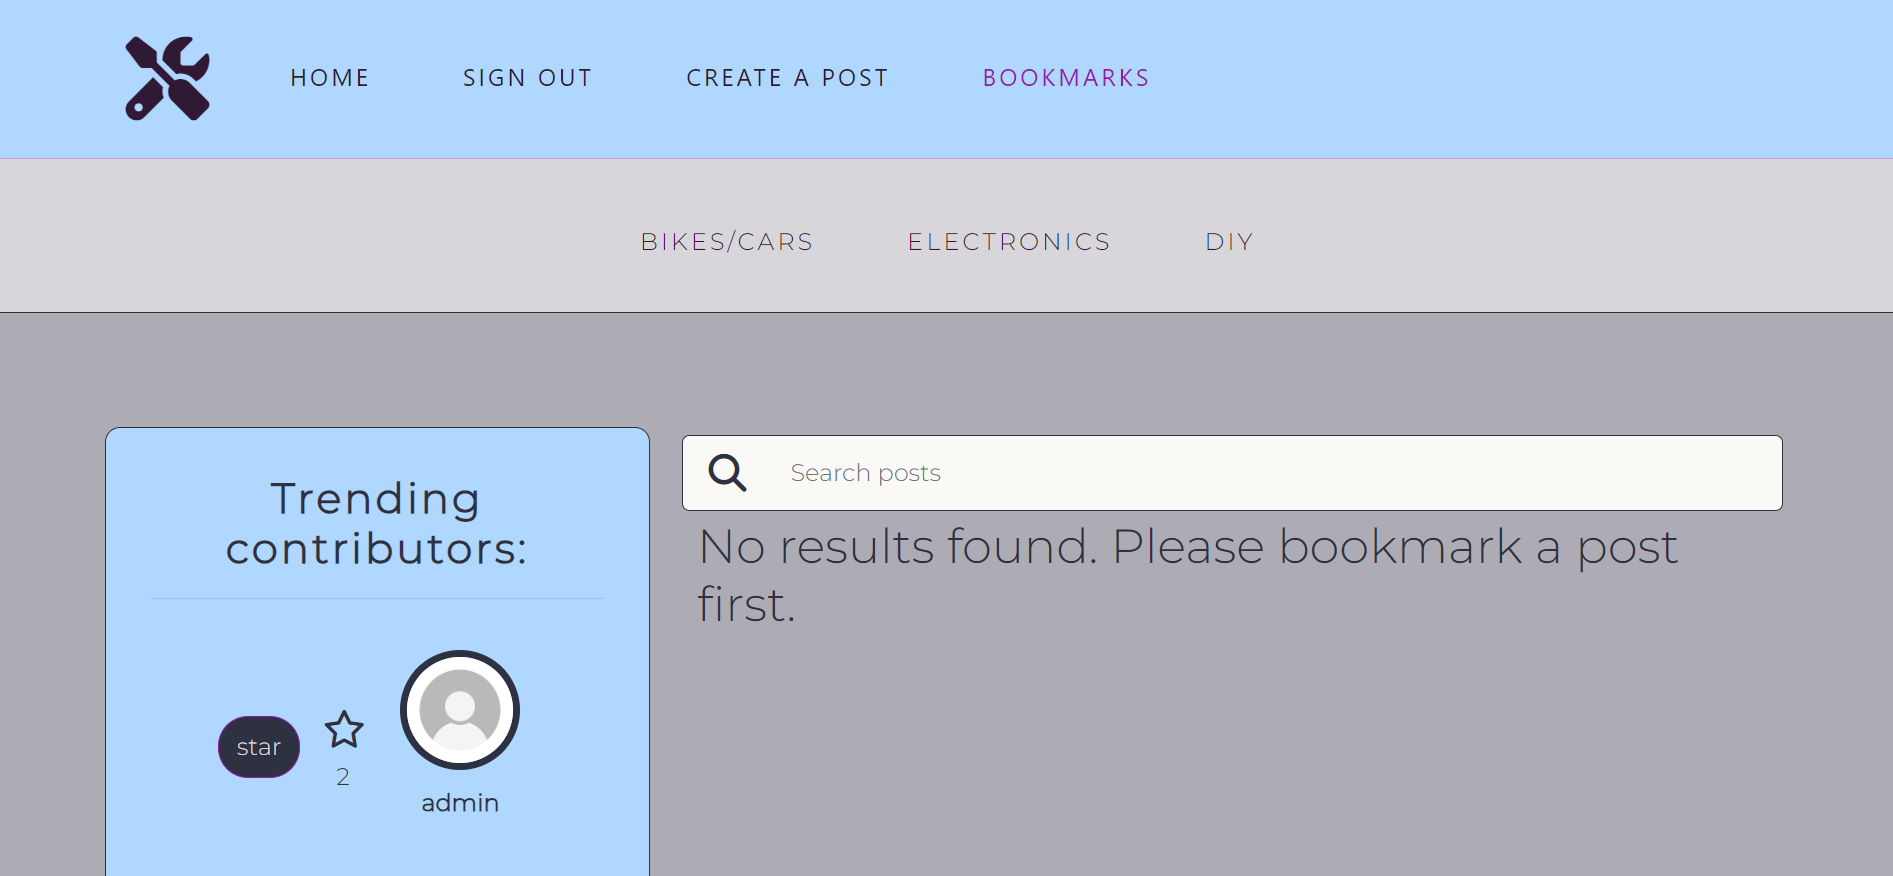 HOME SIGN OUT CREATE A POST BOOKMARKS
BIKES/CARS ELECTRONICS DIY
Trending
contributors:
star
2
admin
Search posts
No results found. Please bookmark a post
first.